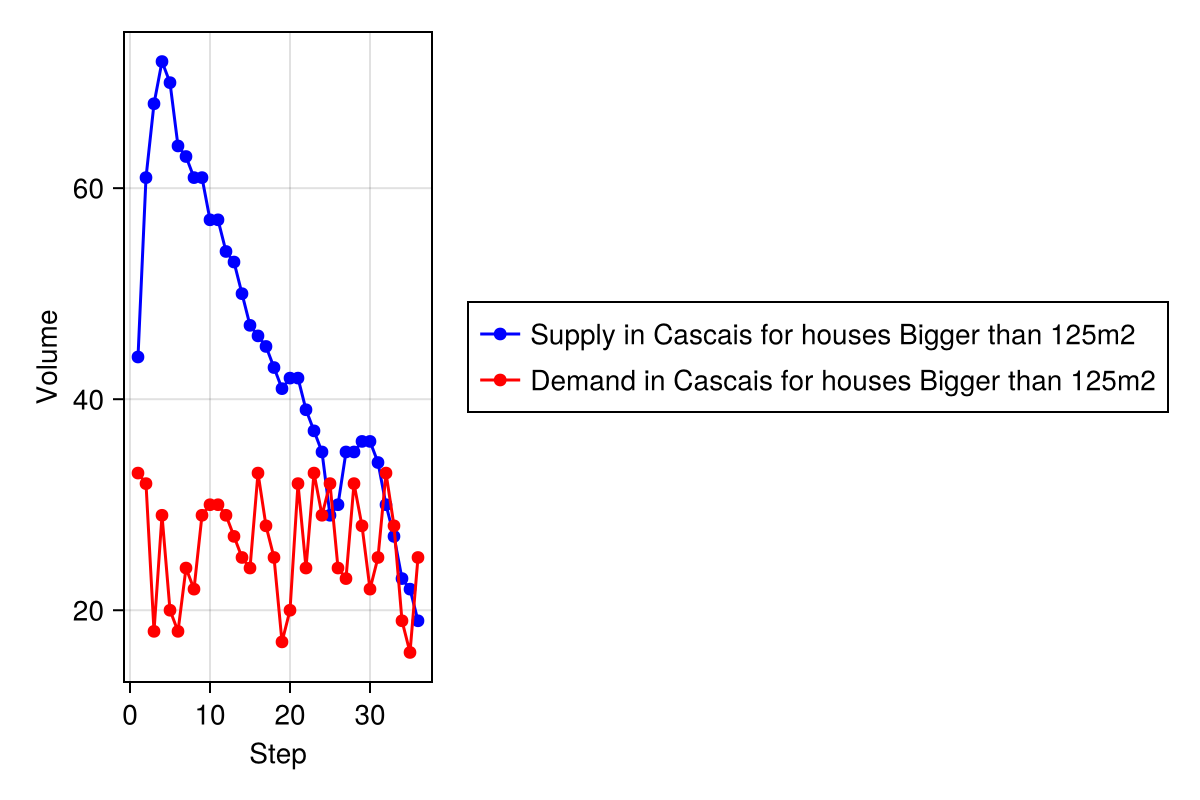 Volume
60
40
20
0 10 20 30
Step
Supply in Cascais for houses Bigger than 125m2
Demand in Cascais for houses Bigger than 125m2